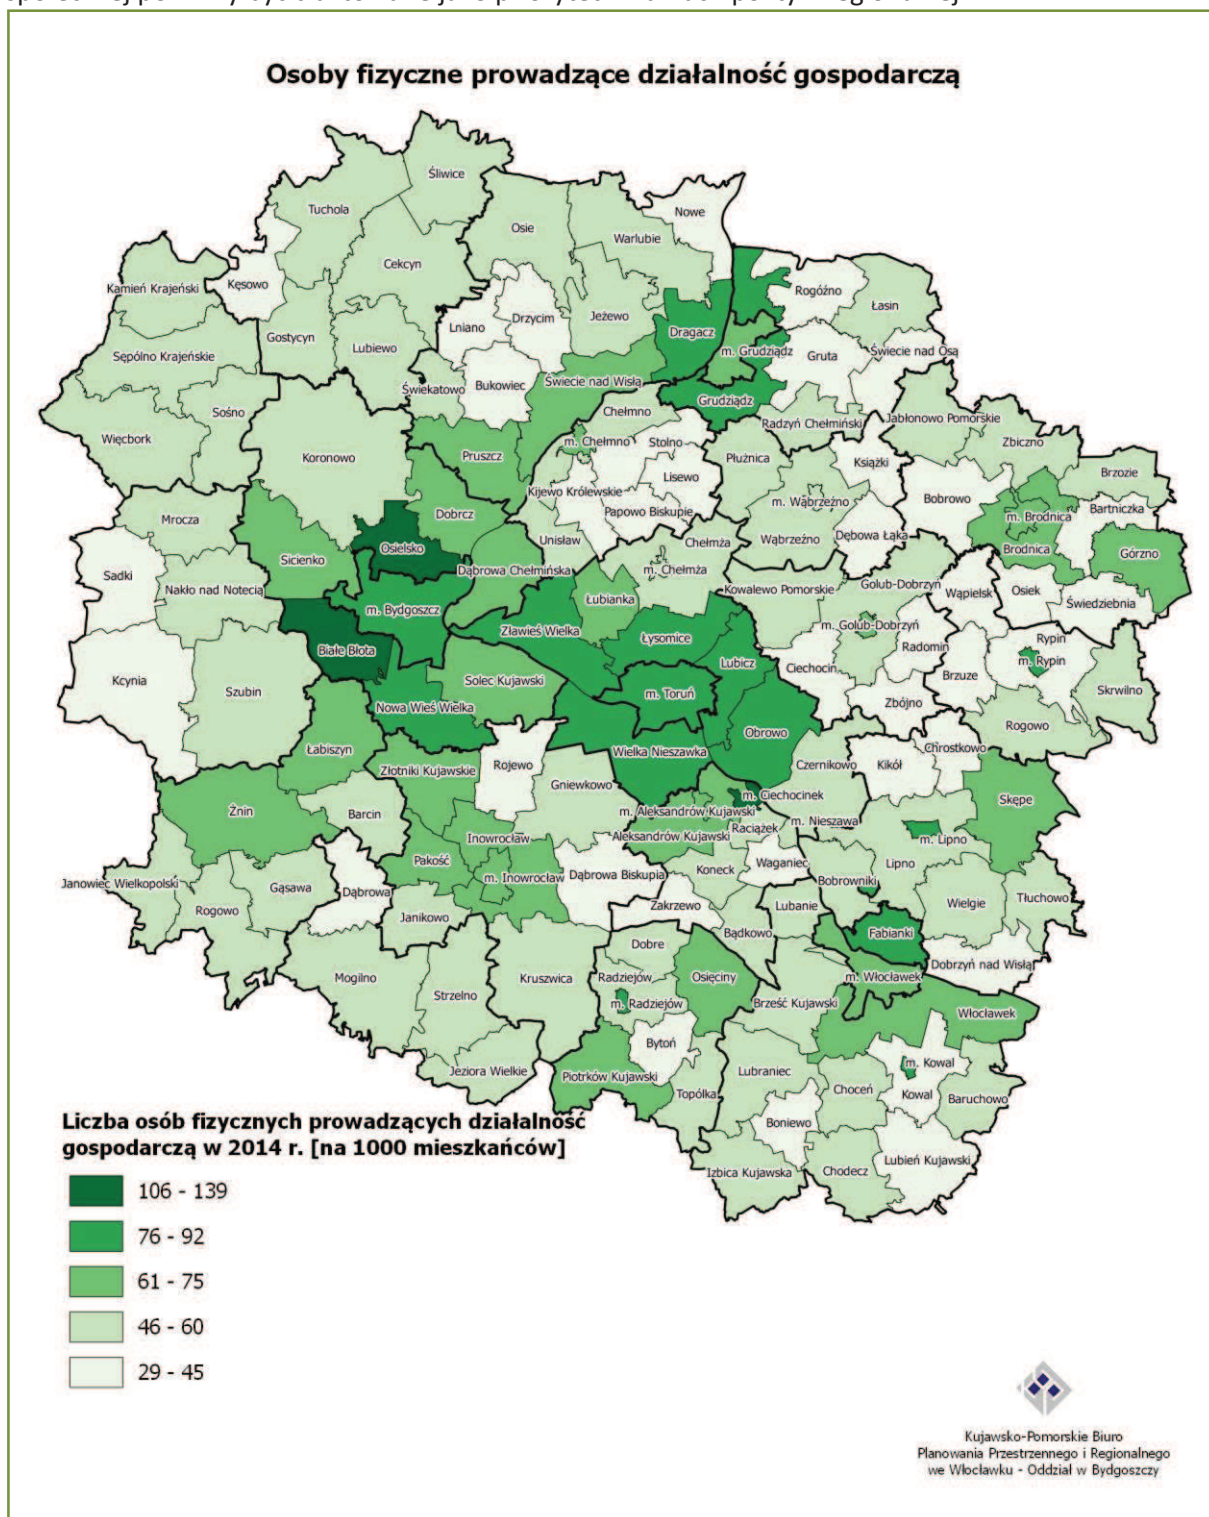 Osoby fizyczne prowadzące działalność gospodarczą
Śliwice
Tuchola
Nowe
Osie
Warlubie
Cekcyn
Kamień Krajeński
Kęsowo
Rogóźno
Łasin
Jeżewo
Drzycim
Lniano
Dragacz
Gostycyn
Lubiewo
Sępólno Krajeńskie
m. Grudziądz
Gruta
Świecie nad Osą
Świekatowo
Bukowiec
Świecie nad Wisłą
Grudziądz
Sośno
Więcbork
Chełmno
Radzyń Chełmiński
Jabłonowo Pomorskie
Koronowo
Pruszcz
m. Chełmno
Stolno
Płużnica
Książki
Zbiczno
Brzozie
Lisewo
Kijewo Królewskie
m. Wąbrzeźno
Bobrowo
Bartniczka
Mrocza
Dobrcz
Papowo Biskupie
m. Brodnica
Osielsko
Unisław
Chełmża
Wąbrzeźno
Dębowa Łąka
Brodnica
Górzno
Sicienko
Dąbrowa Chełmińska
m. Chełmża
Sadki
Nakło nad Notecią
Kowalewo Pomorskie
Golub-Dobrzyń
Wąpielsk
Osiek
Świedziebnia
m. Bydgoszcz
Łubianka
Zławieś Wielka
Łysomice
m. Golub-Dobrzyń
Radomin
Rypin
m. Rypin
Białe Błota
Lubicz
Ciechocin
Brzuze
Kcynia
Szubin
Solec Kujawski
m. Toruń
Zbójno
Skrwilno
Nowa Wieś Wielka
Obrowo
Rogowo
Łabiszyn
Wielka Nieszawka
Chrostkowo
Złotniki Kujawskie
Rojewo
Gniewkowo
Czernikowo
Kikół
Żnin
Barcin
m. Ciechocinek
Skępe
m. Aleksandrów Kujawski
Raciążek
m. Nieszawa
Inowrocław
Aleksandrów Kujawski
m. Lipno
Pakość
Waganiec
Lipno
Janowiec Wielkopolski
Gąsawa
Dąbrowa
m. Inowrocław
Dąbrowa Biskupia
Koneck
Bobrowniki
Rogowo
Janikowo
Zakrzewo
Lubanie
Wielgie
Tłuchowo
Bądkowo
Fabianki
Dobre
Dobrzyń nad Wisłą
Mogilno
Kruszwica
Radziejów
Osięciny
m. Włocławek
Strzelno
m. Radziejów
Brześć Kujawski
Włocławek
Bytoń
m. Kowal
Jeziora Wielkie
Piotrków Kujawski
Topólka
Lubraniec
Choceń
Kowal
Baruchowo
Boniewo
Lubień Kujawski
Izbica Kujawska
Chodecz
Liczba osób fizycznych prowadzących działalność
gospodarczą w 2014 r. [na 1000 mieszkańców]
106 - 139
76 - 92
61 - 75
46 - 60
29 - 45
Kujawsko-Pomorskie Biuro
Planowania Przestrzennego i Regionalnego
we Włocławku - Oddział w Bydgoszczy